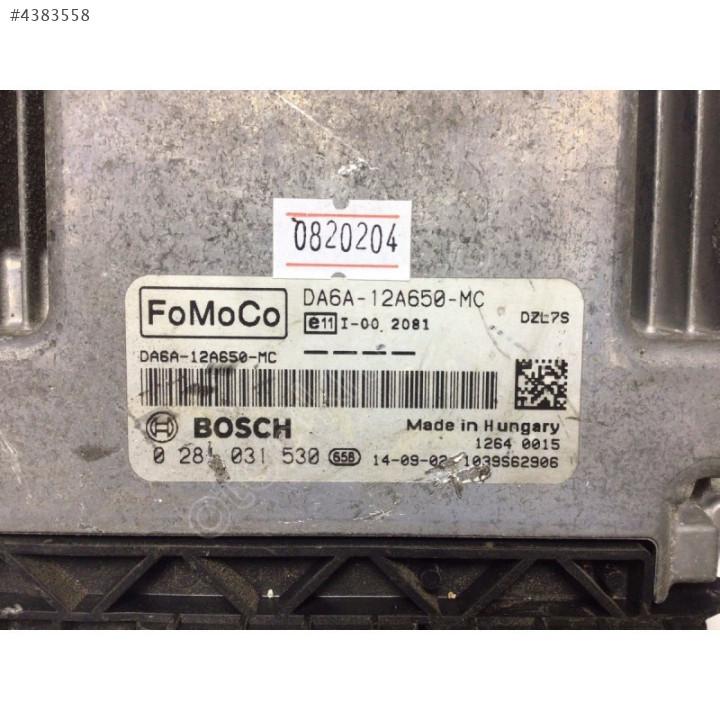 #4383558
0820204
FoMoCo
DA6A-12A650-MC
e11 I-00.2081
DZL7S
DA6A-12A650-MC
BOSCH
Made in Hungary
1264 0015
0 281 031 530 65B 14-09-02 1039S62906